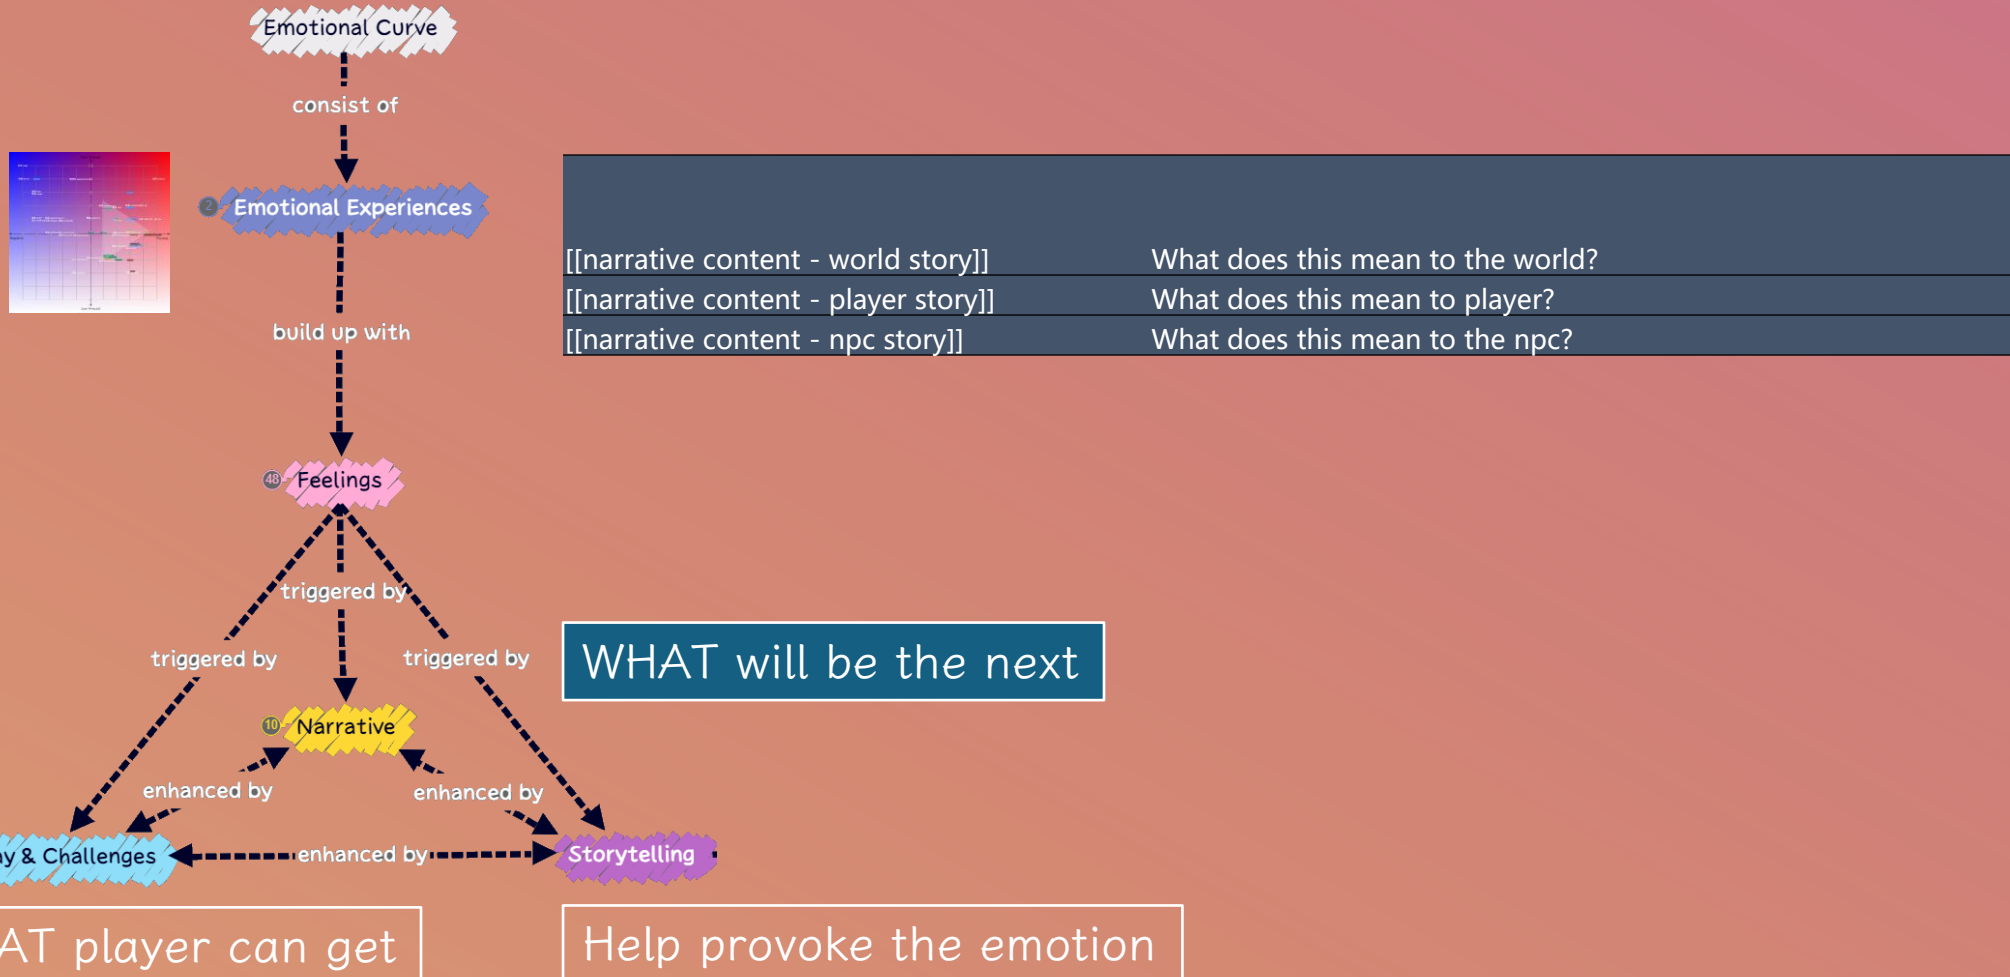 Emotional Curve
consist of
2
Emotional Experiences
[[narrative content - world story]] What does this mean to the world?
[[narrative content - player story]] What does this mean to player?
[[narrative content - npc story]] What does this mean to the npc?
build up with
48
Feelings
triggered by
triggered by
triggered by
WHAT will be the next
10
Narrative
enhanced by
enhanced by
& Challenges
enhanced by
Storytelling
player can get
Help provoke the emotion